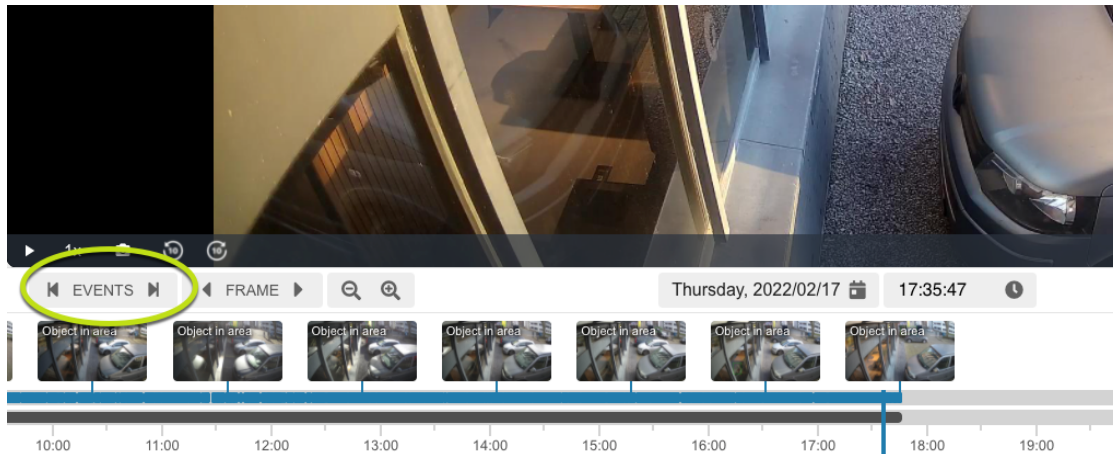 1x 10 10
EVENTS FRAME Thursday, 2022/02/17 17:35:47
Object in area Object in area Object in area Object in area Object in area Object in area Object in area
10:00 11:00 12:00 13:00 14:00 15:00 16:00 17:00 18:00 19:00